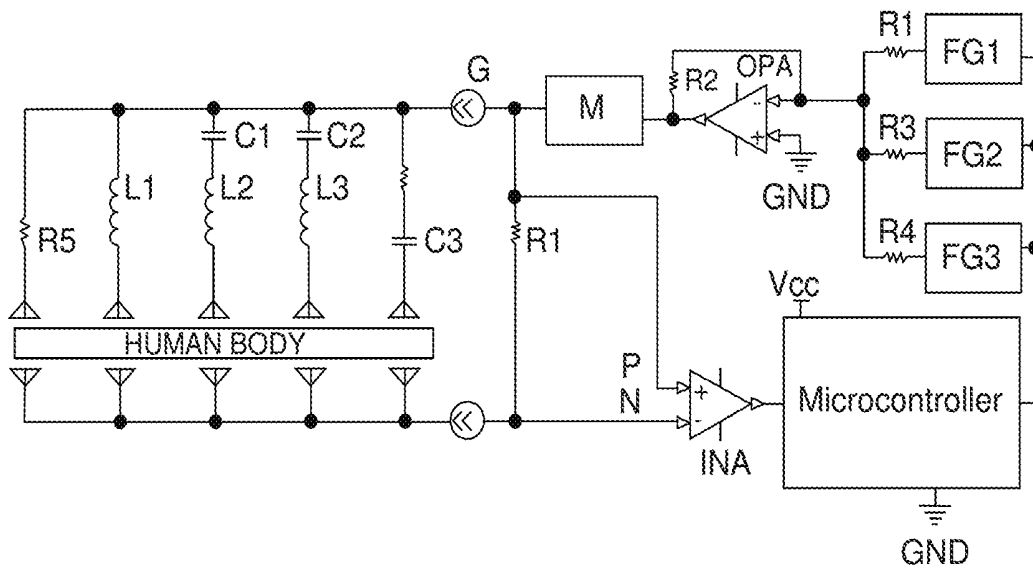 R1
FG1
G
OPA
R2
M
C1
C2
R3
FG2
GND
L1
L2
L3
R5
C3
R1
R4
FG3
Vcc
HUMAN BODY
P
N
+
-
+
-
Microcontroller
INA
GND